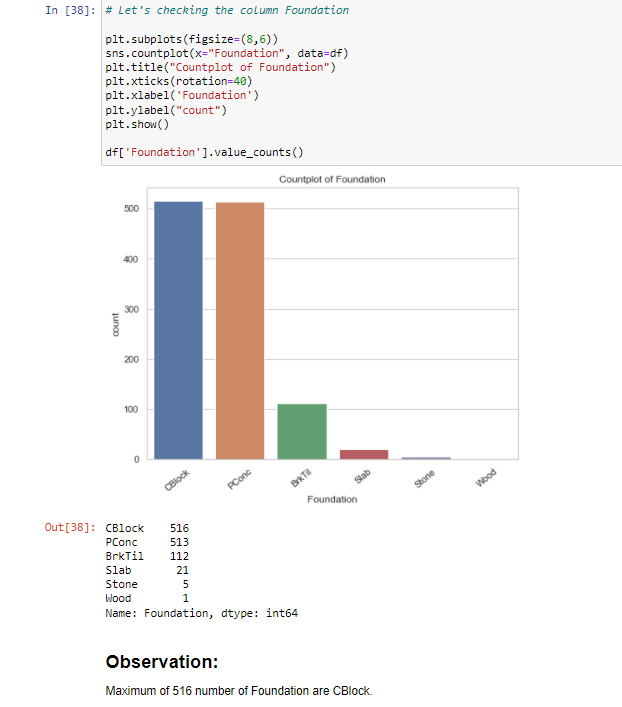 In [38]: # Let's checking the column Foundation
plt.subplots(figsize=(8,6))
sns.countplot(x="Foundation", data=df)
plt.title("Countplot of Foundation")
plt.xticks(rotation=40)
plt.xlabel('Foundation')
plt.ylabel("count")
plt.show()
df['Foundation'].value_counts()
Countplot of Foundation
500
400
300
200
100
0
count
CBlock PConc BrkTil Slab Stone Wood
Foundation
Out[38]: CBlock 516
PConc 513
BrkTil 112
Slab 21
Stone 5
Wood 1
Name: Foundation, dtype: int64
Observation:
Maximum of 516 number of Foundation are CBlock.